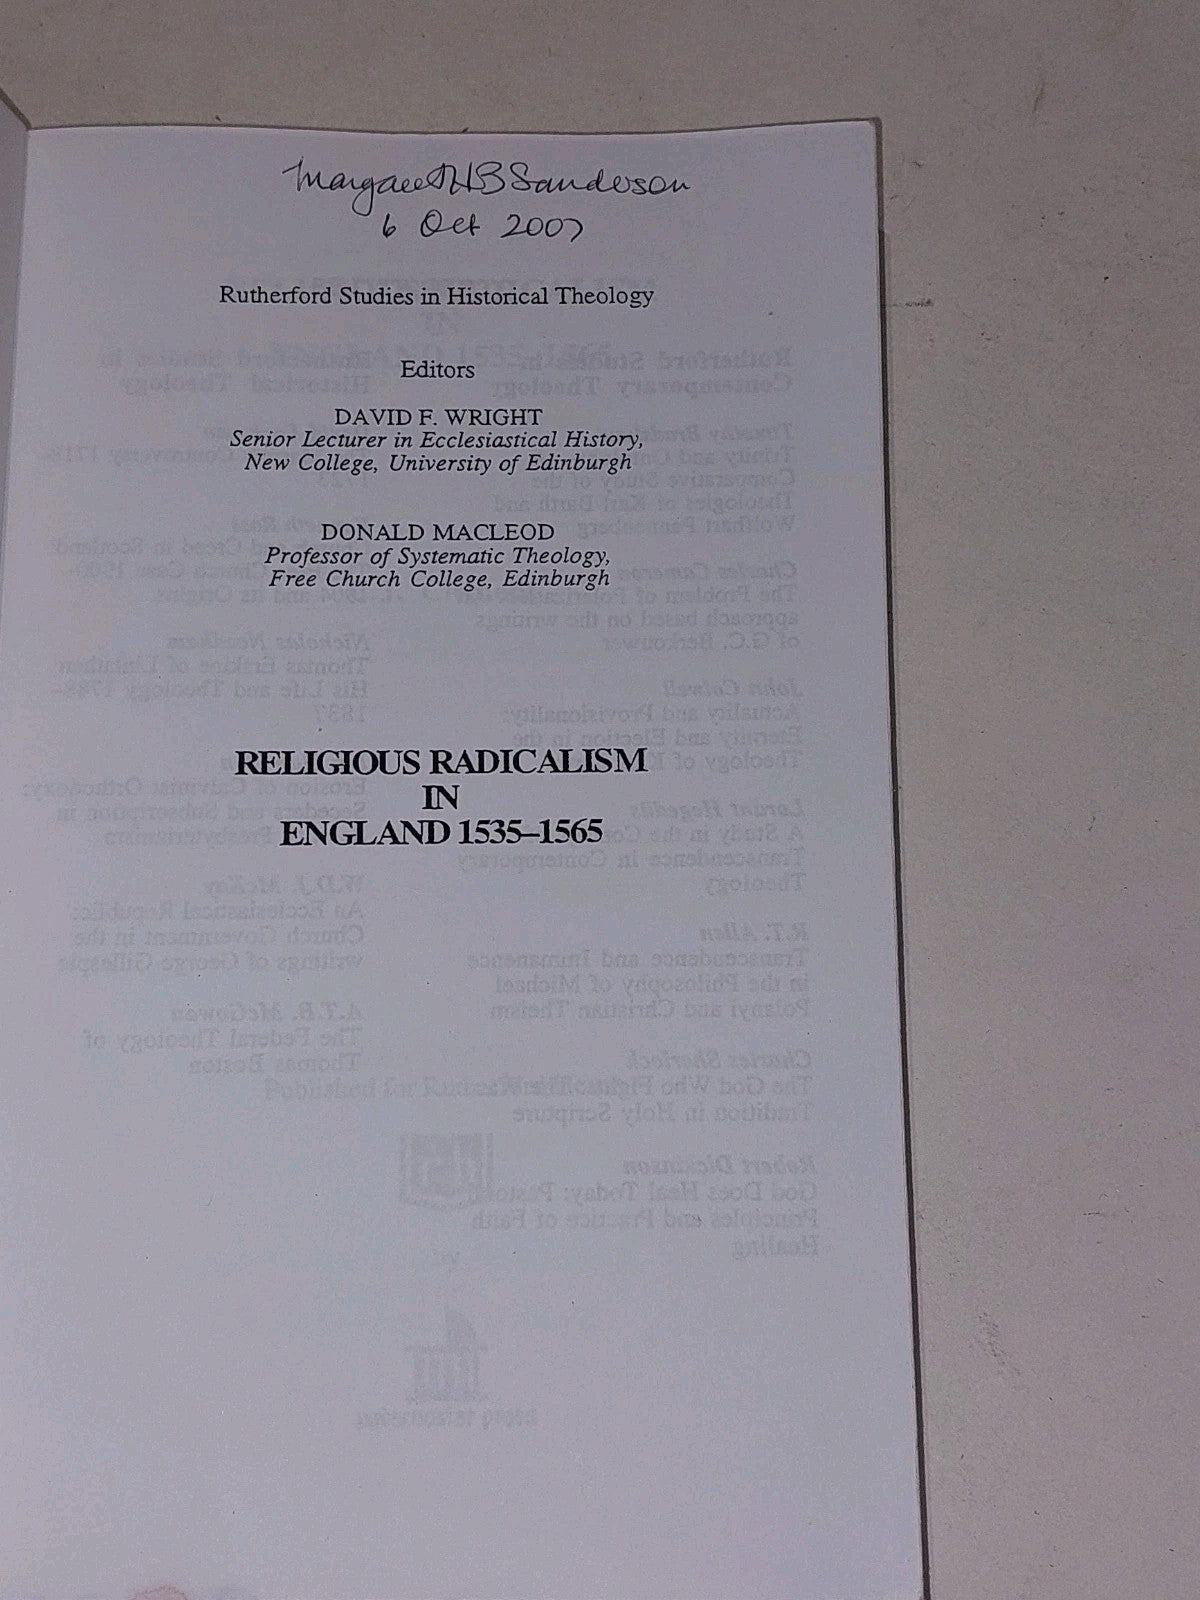 Margaret H B Sanderson
6 Oct 2007
Rutherford Studies in Historical Theology
Editors
DAVID F. WRIGHT
Senior Lecturer in Ecclesiastical History,
New College, University of Edinburgh
DONALD MACLEOD
Professor of Systematic Theology,
Free Church College, Edinburgh
RELIGIOUS RADICALISM
IN
ENGLAND 1535–1565